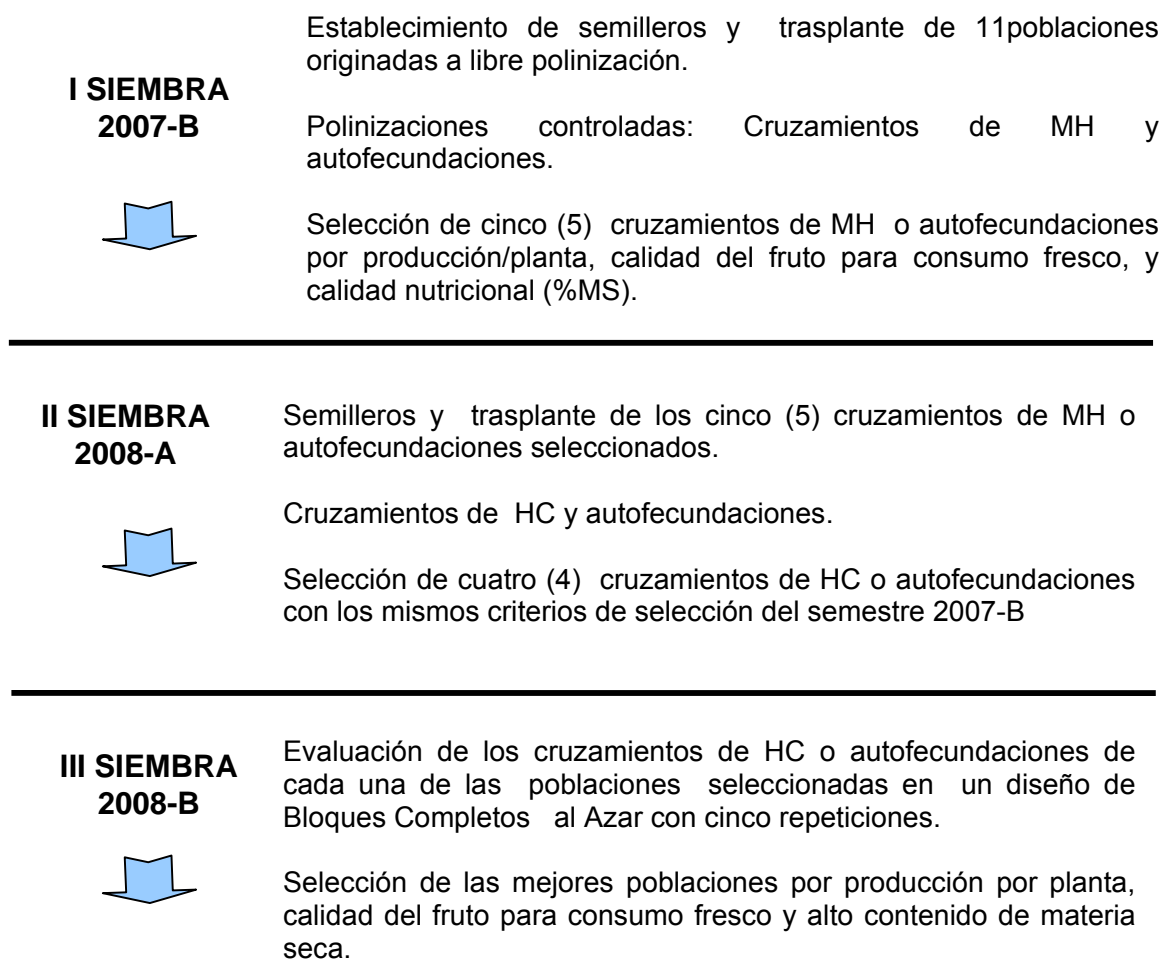 I SIEMBRA
2007-B
Establecimiento de semilleros y trasplante de 11poblaciones
originadas a libre polinización.
Polinizaciones controladas: Cruzamientos de MH y
autofecundaciones.
Selección de cinco (5) cruzamientos de MH o autofecundaciones
por producción/planta, calidad del fruto para consumo fresco, y
calidad nutricional (%MS).
II SIEMBRA
2008-A
Semilleros y trasplante de los cinco (5) cruzamientos de MH o
autofecundaciones seleccionados.
Cruzamientos de HC y autofecundaciones.
Selección de cuatro (4) cruzamientos de HC o autofecundaciones
con los mismos criterios de selección del semestre 2007-B
III SIEMBRA
2008-B
Evaluación de los cruzamientos de HC o autofecundaciones de
cada una de las poblaciones seleccionadas en un diseño de
Bloques Completos al Azar con cinco repeticiones.
Selección de las mejores poblaciones por producción por planta,
calidad del fruto para consumo fresco y alto contenido de materia
seca.